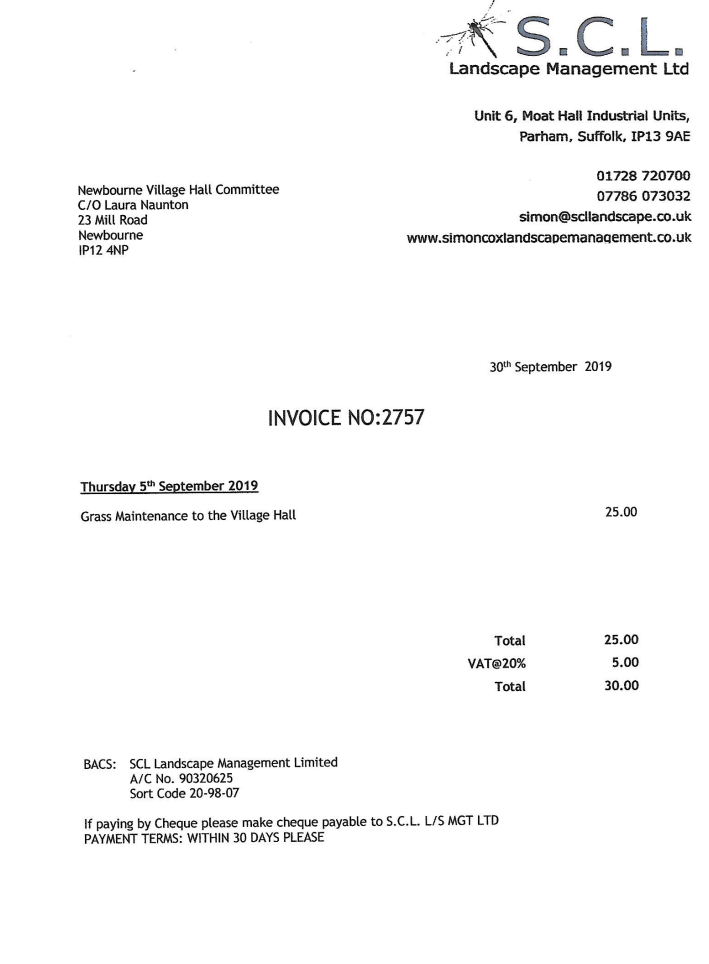 S.C.L.
Landscape Management Ltd
Unit 6, Moat Hall Industrial Units,
Parham, Suffolk, IP13 9AE
01728 720700
07786 073032
simon@scllandscape.co.uk
www.simoncoxlandscapemanagement.co.uk
Newbourne Village Hall Committee
C/O Laura Naunton
23 Mill Road
Newbourne
IP12 4NP
30th September 2019
INVOICE NO:2757
Thursday 5th September 2019
Grass Maintenance to the Village Hall 25.00
Total 25.00
VAT@20% 5.00
Total 30.00
BACS: SCL Landscape Management Limited
A/C No. 90320625
Sort Code 20-98-07
If paying by Cheque please make cheque payable to S.C.L. L/S MGT LTD
PAYMENT TERMS: WITHIN 30 DAYS PLEASE